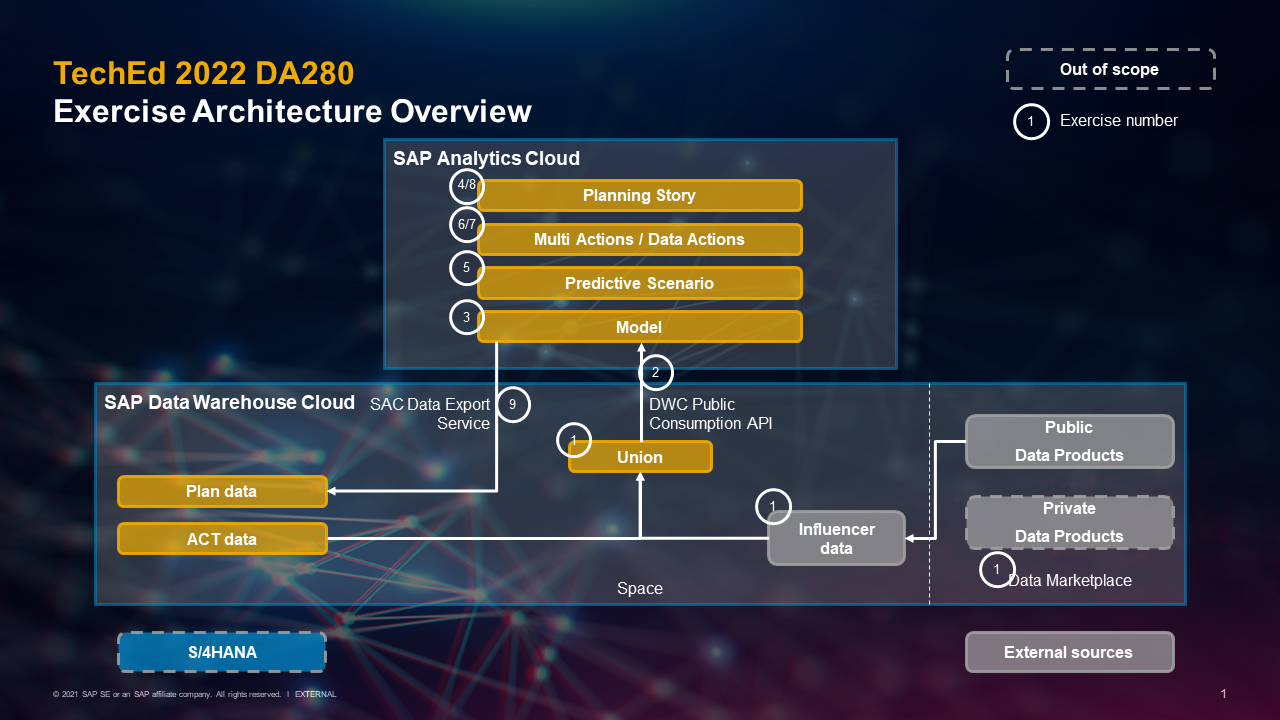 TechEd 2022 DA280
Exercise Architecture Overview
Out of scope
1
Exercise number
SAP Analytics Cloud
4/8
Planning Story
6/7
Multi Actions / Data Actions
5
Predictive Scenario
3
Model
2
SAP Data Warehouse Cloud
SAC Data Export
Service
9
DWC Public
Consumption API
1
Union
Public
Data Products
Plan data
1
Influencer
data
Private
Data Products
ACT data
1
Data Marketplace
Space
S/4HANA
External sources
© 2021 SAP SE or an SAP affiliate company. All rights reserved. | EXTERNAL
1